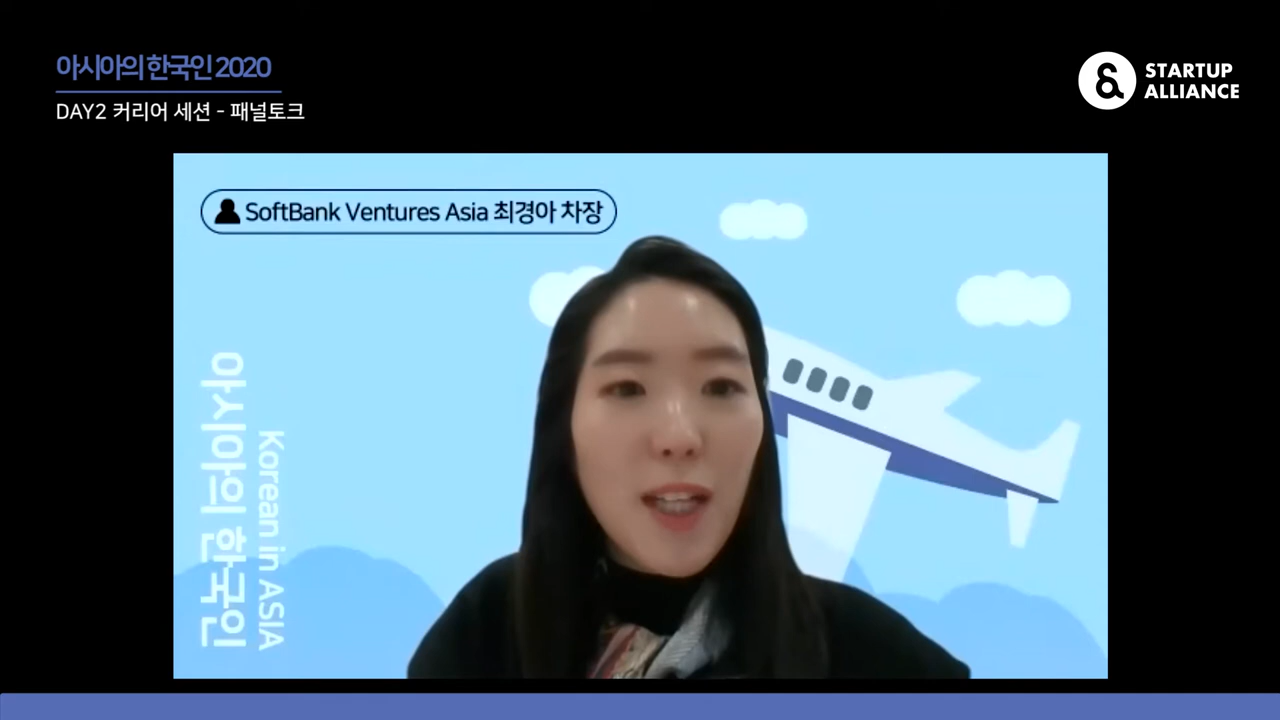 아시아의 한국인 2020
DAY2 커리어 세션 - 패널토크
STARTUP
ALLIANCE
SoftBank Ventures Asia 최경아 차장
아시아의 한국인
Korean in ASIA